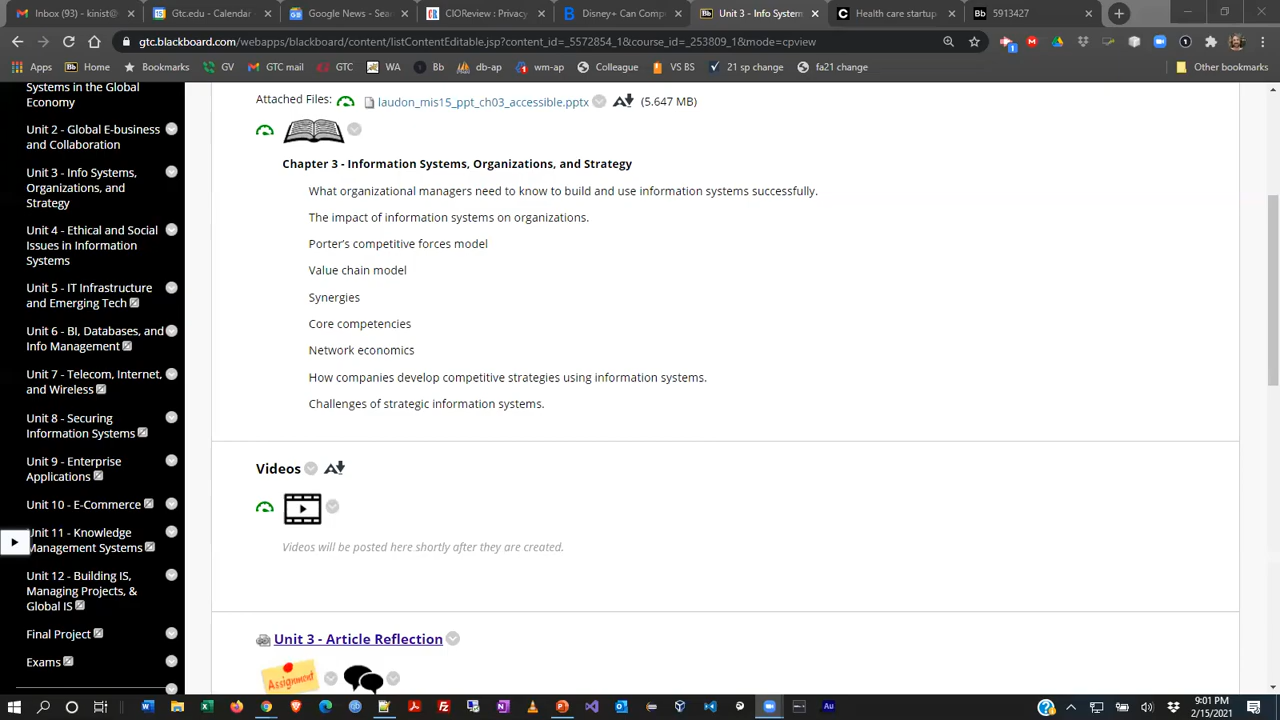 Inbox (93) - kinist@
Gtc.edu - Calendar
Google News - Sear
CIOReview : Privacy
Disney+ Can Comp
Unit 3 - Info System
health care startup
5913427
gtc.blackboard.com/webapps/blackboard/content/listContentEditable.jsp?content_id=_5572854_1&course_id=_253809_1&mode=cpview
Apps
Home
Bookmarks
GV
GTC mail
GTC
WA
Bb
db-ap
wm-ap
Colleague
VS BS
21 sp change
fa21 change
Other bookmarks
Systems in the Global
Economy
Unit 2 - Global E-business
and Collaboration
Unit 3 - Info Systems,
Organizations, and
Strategy
Unit 4 - Ethical and Social
Issues in Information
Systems
Unit 5 - IT Infrastructure
and Emerging Tech
Unit 6 - BI, Databases, and
Info Management
Unit 7 - Telecom, Internet,
and Wireless
Unit 8 - Securing
Information Systems
Unit 9 - Enterprise
Applications
Unit 10 - E-Commerce
Unit 11 - Knowledge
Management Systems
Unit 12 - Building IS,
Managing Projects, &
Global IS
Final Project
Exams
Attached Files: laudon_mis15_ppt_ch03_accessible.pptx (5.647 MB)
Chapter 3 - Information Systems, Organizations, and Strategy
What organizational managers need to know to build and use information systems successfully.
The impact of information systems on organizations.
Porter's competitive forces model
Value chain model
Synergies
Core competencies
Network economics
How companies develop competitive strategies using information systems.
Challenges of strategic information systems.
Videos
Videos will be posted here shortly after they are created.
Unit 3 - Article Reflection
Assignment
9:01 PM
2/15/2021